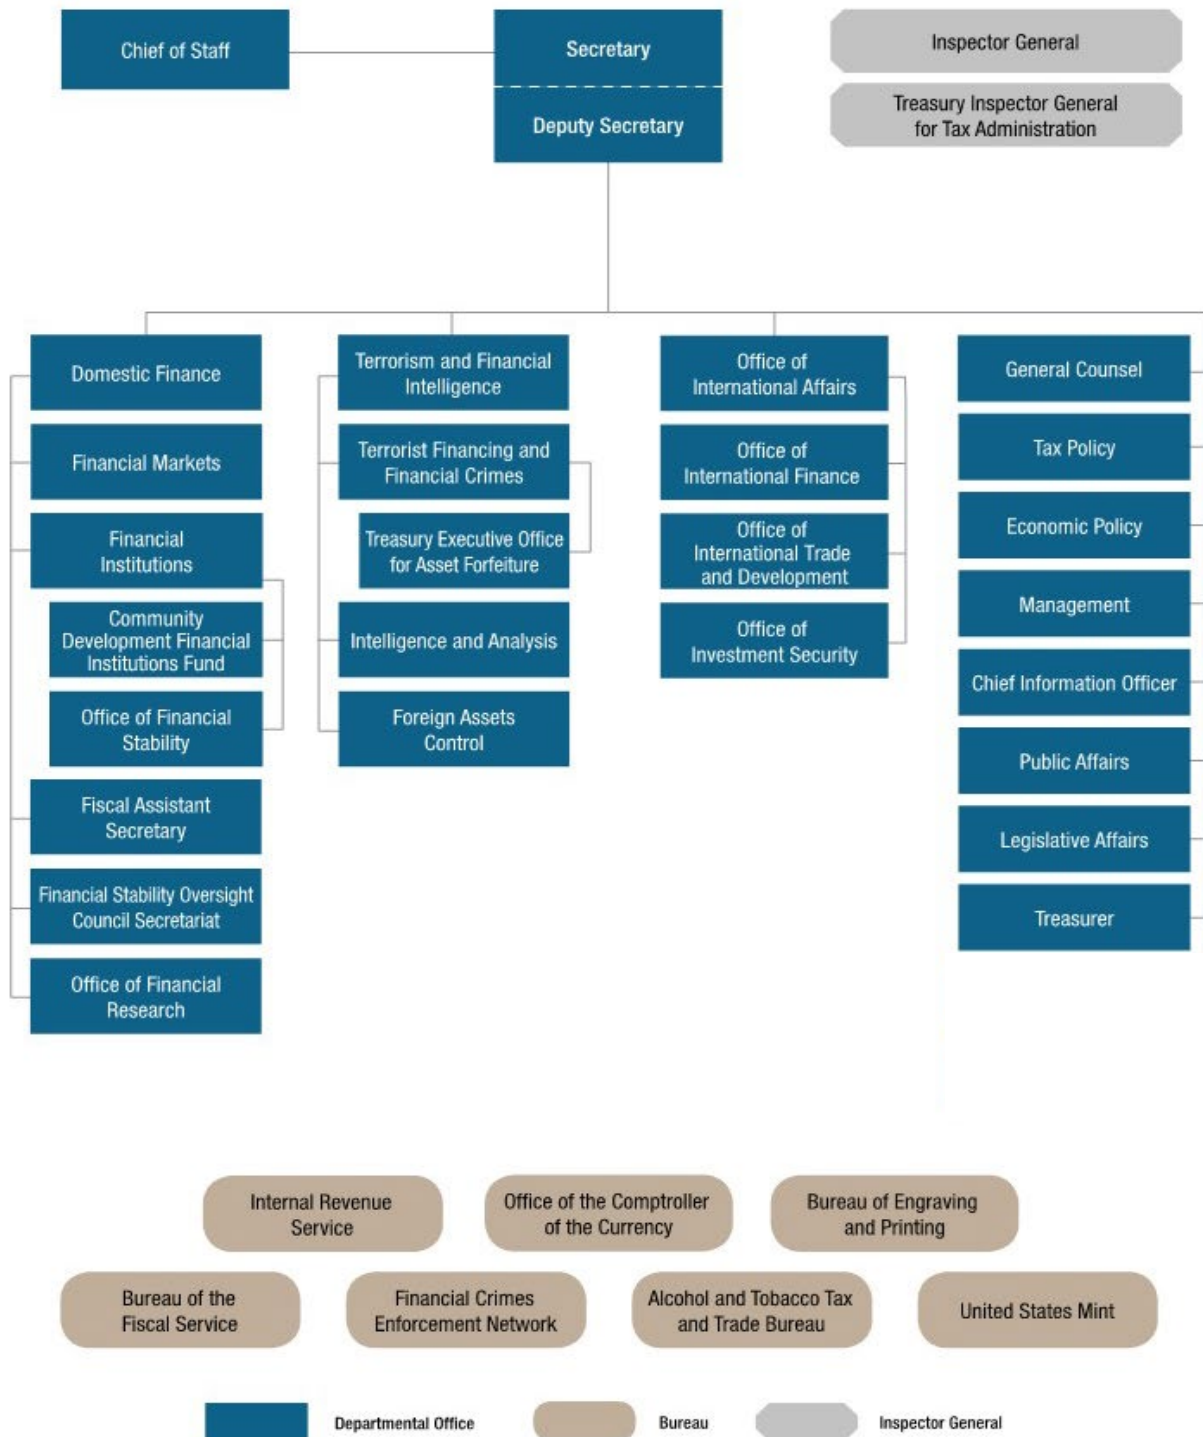 Chief of Staff
Secretary
Deputy Secretary
Inspector General
Treasury Inspector General
for Tax Administration
Domestic Finance
Financial Markets
Financial
Institutions
Community
Development Financial
Institutions Fund
Office of Financial
Stability
Fiscal Assistant
Secretary
Financial Stability Oversight
Council Secretariat
Office of Financial
Research
Terrorism and Financial
Intelligence
Terrorist Financing and
Financial Crimes
Treasury Executive Office
for Asset Forfeiture
Intelligence and Analysis
Foreign Assets
Control
Office of
International Affairs
Office of
International Finance
Office of
International Trade
and Development
Office of
Investment Security
General Counsel
Tax Policy
Economic Policy
Management
Chief Information Officer
Public Affairs
Legislative Affairs
Treasurer
Internal Revenue
Service
Office of the Comptroller
of the Currency
Bureau of Engraving
and Printing
Bureau of the
Fiscal Service
Financial Crimes
Enforcement Network
Alcohol and Tobacco Tax
and Trade Bureau
United States Mint
Departmental Office
Bureau
Inspector General